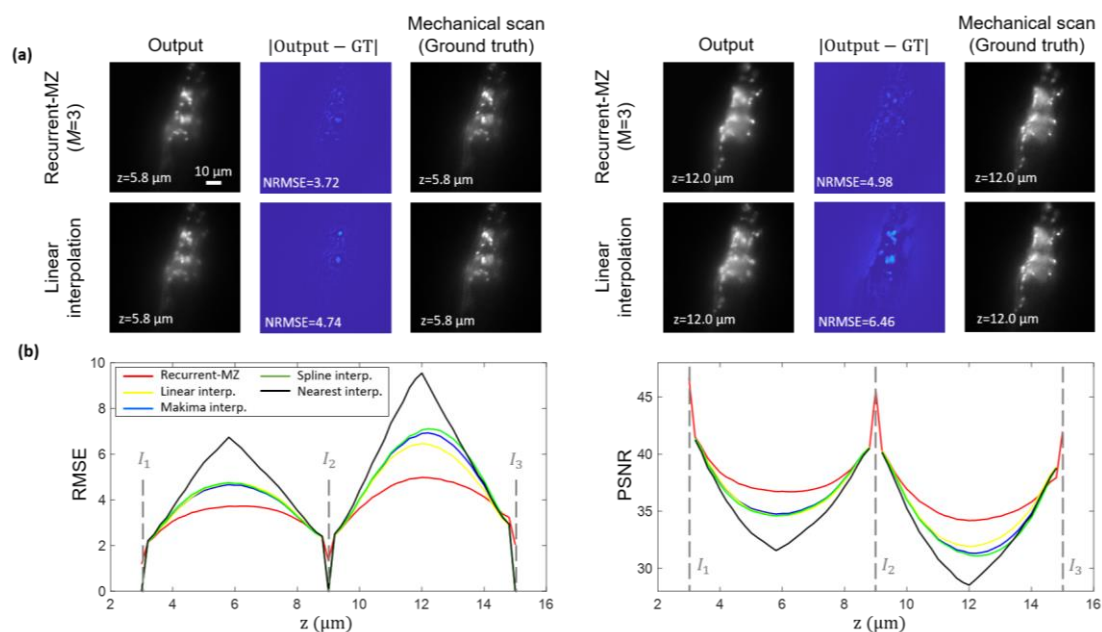 (a)
Output
|Output − GT|
Mechanical scan
(Ground truth)
Output
|Output − GT|
Mechanical scan
(Ground truth)
Recurrent-MZ
(M=3)
z=5.8 μm
10 μm
NRMSE=3.72
z=5.8 μm
Recurrent-MZ
(M=3)
z=12.0 μm
NRMSE=4.98
z=12.0 μm
Linear
interpolation
z=5.8 μm
NRMSE=4.74
z=5.8 μm
Linear
interpolation
z=12.0 μm
NRMSE=6.46
z=12.0 μm
(b)
RMSE
10
8
6
4
2
0
Recurrent-MZ
Linear interp.
Makima interp.
Spline interp.
Nearest interp.
I1
I2
I3
2 4 6 8 10 12 14 16
z (μm)
PSNR
45
40
35
30
I1
I2
I3
2 4 6 8 10 12 14 16
z (μm)